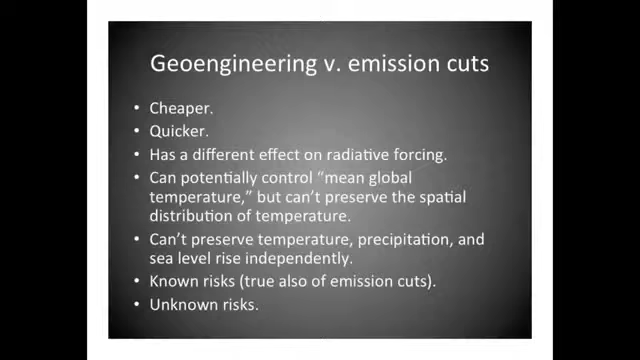 Geoengineering v. emission cuts
• Cheaper.
• Quicker.
• Has a different effect on radiative forcing.
• Can potentially control “mean global
temperature,” but can’t preserve the spatial
distribution of temperature.
• Can’t preserve temperature, precipitation, and
sea level rise independently.
• Known risks (true also of emission cuts).
• Unknown risks.